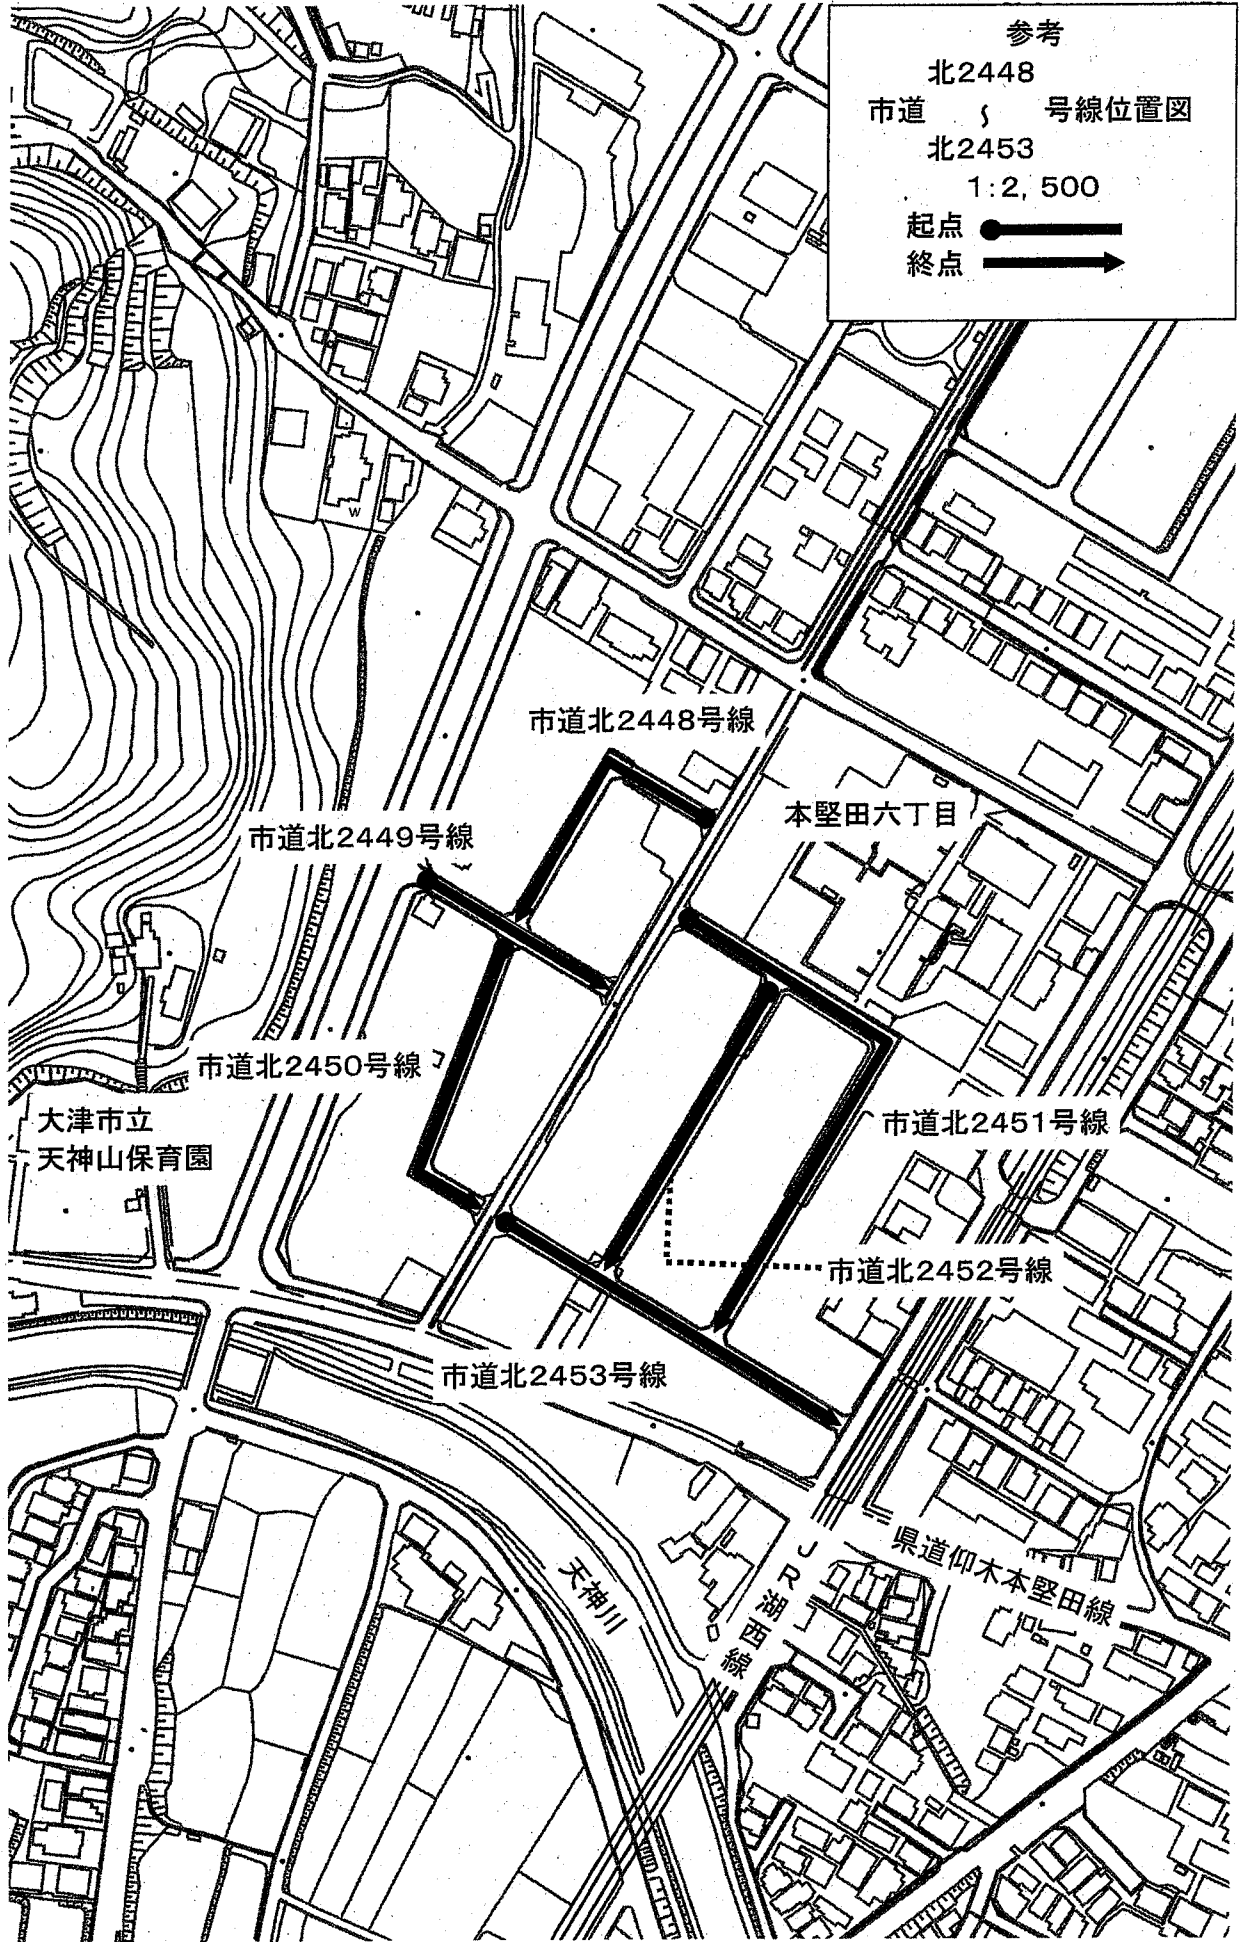 参考
北2448
市道 〜 号線位置図
北2453
1:2,500
起点
終点
W
市道北2448号線
本堅田六丁目
市道北2449号線
市道北2450号線
大津市立
天神山保育園
市道北2451号線
市道北2452号線
市道北2453号線
天神川
JR湖西線
県道仰木本堅田線